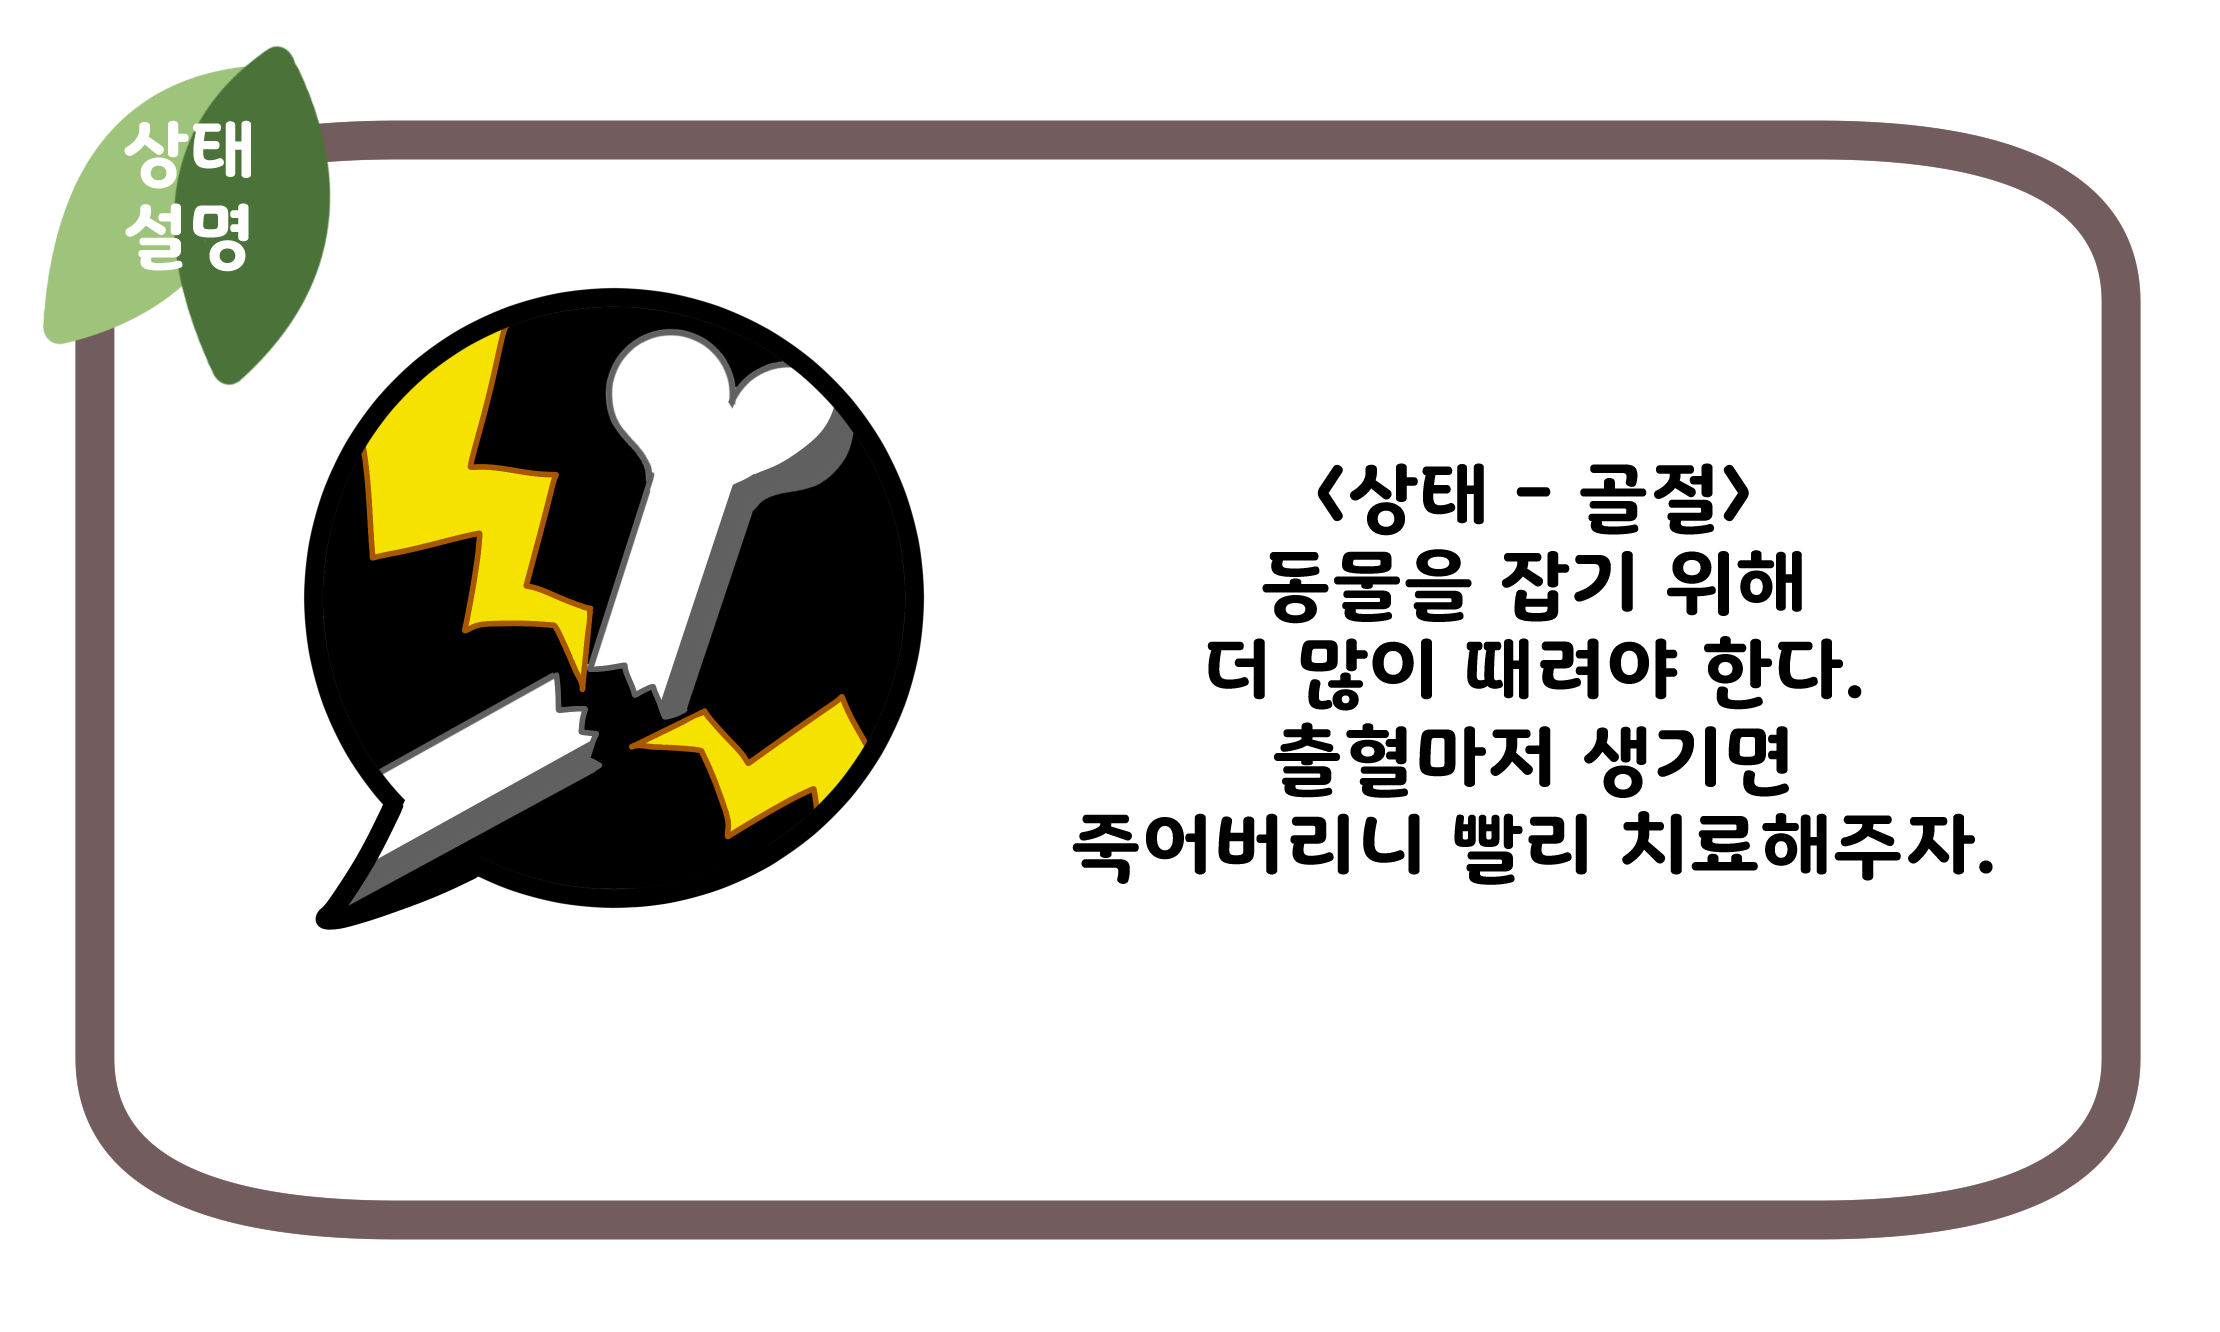 상태
설명
<상태 - 골절>
동물을 잡기 위해
더 많이 때려야 한다.
출혈마저 생기면
죽어버리니 빨리 치료해주자.